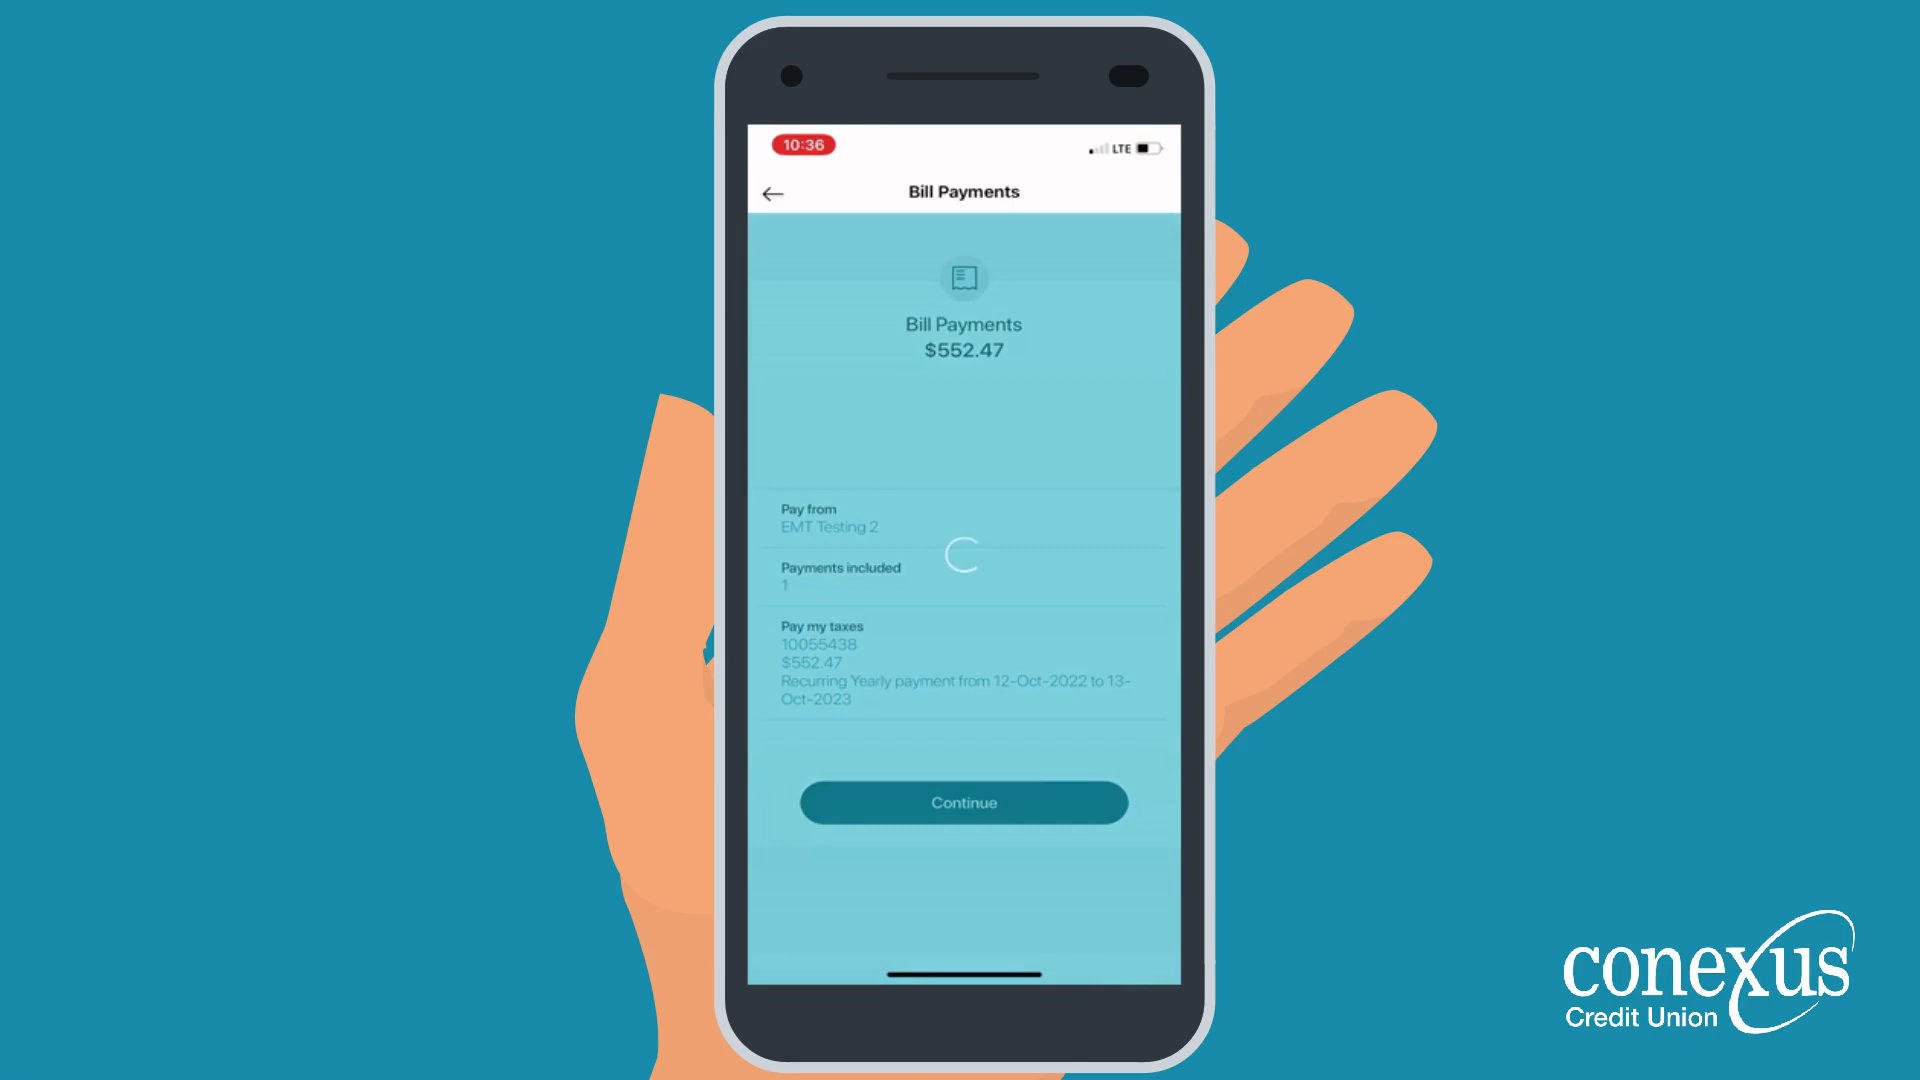 10:36
LTE
Bill Payments
Bill Payments
$552.47
Pay from
EMT Testing 2
Payments included
1
Pay my taxes
10055438
$552.47
Recurring Yearly payment from 12-Oct-2022 to 13-
Oct-2023
Continue
conexus
Credit Union